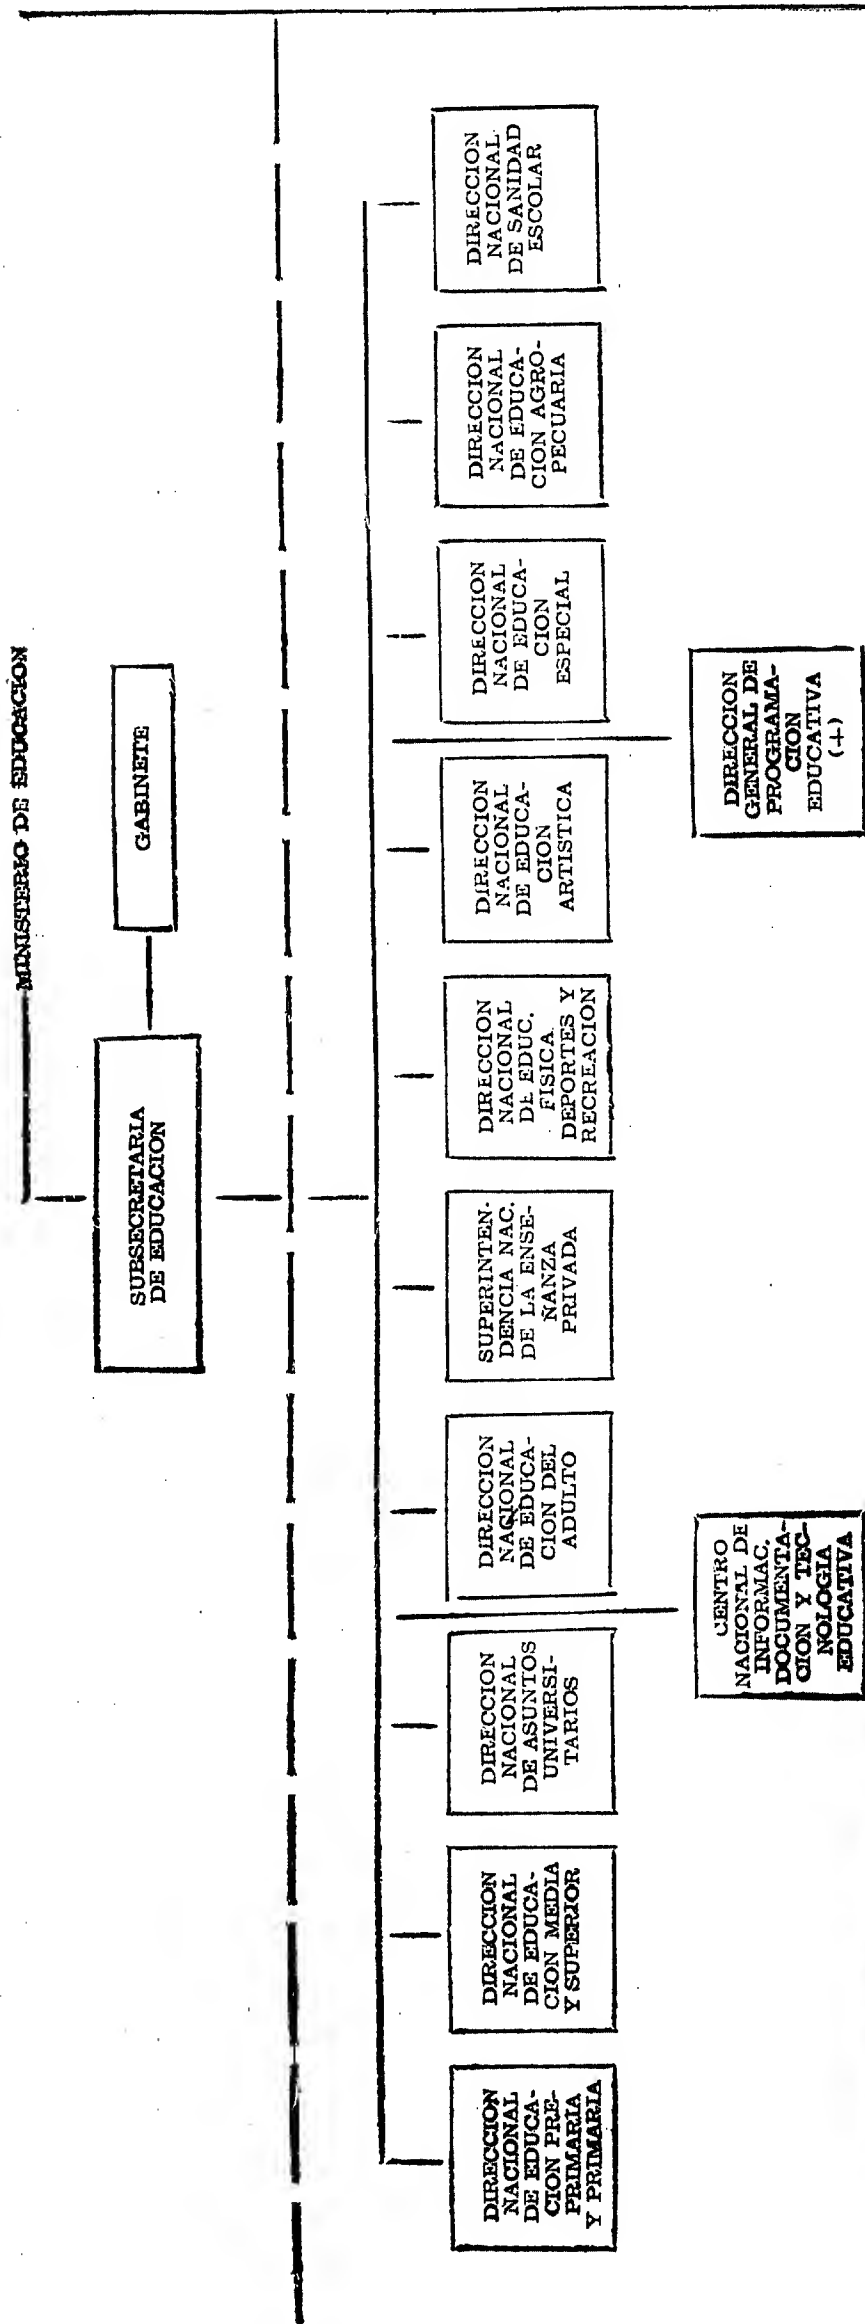 MINISTERIO DE EDUCACION
SUBSECRETARIA
DE EDUCACION
GABINETE
DIRECCION
NACIONAL
DE EDUCA-
CION PRE-
PRIMARIA
Y PRIMARIA
DIRECCION
NACIONAL
DE EDUCA-
CION MEDIA
Y SUPERIOR
DIRECCION
NACIONAL
DE ASUNTOS
UNIVERSI-
TARIOS
DIRECCION
NACIONAL
DE EDUCA-
CION DEL
ADULTO
SUPERINTEN-
DENCIA NAC.
DE LA ENSE-
ÑANZA
PRIVADA
DIRECCION
NACIONAL
DE EDUC.
FISICA
DEPORTES Y
RECREACION
DIRECCION
NACIONAL
DE EDUCA-
CION
ARTISTICA
DIRECCION
NACIONAL
DE EDUCA-
CION
ESPECIAL
DIRECCION
NACIONAL
DE EDUCA-
CION AGRO-
PECUARIA
DIRECCION
NACIONAL
DE SANIDAD
ESCOLAR
CENTRO
NACIONAL DE
INFORMAC.
DOCUMENTA-
CION Y TEC-
NOLOGIA
EDUCATIVA
DIRECCION
GENERAL DE
PROGRAMA-
CION
EDUCATIVA
(+)